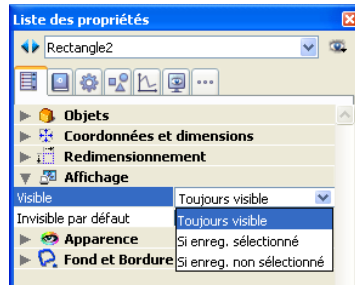 Liste des propriétés
Rectangle2
Objets
Coordonnées et dimensions
Redimensionnement
Affichage
Visible Toujours visible
Invisible par défaut Toujours visible
Apparence Si enreg. sélectionné
Fond et Bordure Si enreg. non sélectionné